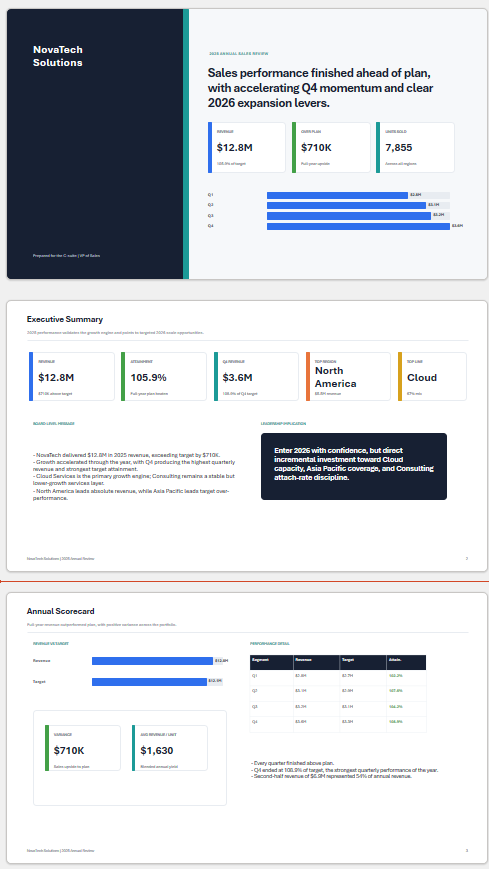 NovaTech
Solutions
2025 ANNUAL SALES REVIEW
Sales performance finished ahead of plan,
with accelerating Q4 momentum and clear
2026 expansion levers.
REVENUE
$12.8M
105.9% of target
OVER PLAN
$710K
Full-year upside
UNITS SOLD
7,855
Across all regions
Q1
$2.8M
Q2
$3.1M
Q3
$3.2M
Q4
$3.6M
Prepared for the C-suite | VP of Sales
Executive Summary
2025 performance validates the growth engine and points to targeted 2026 scale opportunities.
REVENUE
$12.8M
$710K above target
ATTAINMENT
105.9%
Full-year plan beaten
Q4 REVENUE
$3.6M
108.9% of Q4 target
TOP REGION
North
America
TOP LINE
Cloud
BOARD-LEVEL MESSAGE
- NovaTech delivered $12.8M in 2025 revenue, exceeding target by $710K.
- Growth accelerated through the year, with Q4 producing the highest quarterly
revenue and strongest target attainment.
- Cloud Services is the primary growth engine; Consulting remains a stable but
lower-growth services layer.
- North America leads absolute revenue, while Asia Pacific leads target over-
performance.
LEADERSHIP IMPLICATION
Enter 2026 with confidence, but direct
incremental investment toward Cloud
capacity, Asia Pacific coverage, and Consulting
attach-rate discipline.
NovaTech Solutions | 2025 Annual Review
2
Annual Scorecard
Full-year revenue outperformed plan, with positive variance across the portfolio.
REVENUE VS TARGET
Revenue
$12.8M
Target
$12.1M
VARIANCE
$710K
Sales upside to plan
AVG REVENUE / UNIT
$1,630
Blended annual yield
PERFORMANCE DETAIL
Segment Revenue Target Attain.
Q1 $2.8M $2.7M
Q2 $3.1M $2.9M
Q3 $3.2M $3.1M
Q4 $3.6M 108.9%
- Every quarter finished above plan.
- Q4 ended at 108.9% of target, the strongest quarterly performance of the year.
- Second-half revenue of $6.9M represented 54% of annual revenue.
NovaTech Solutions | 2025 Annual Review
3